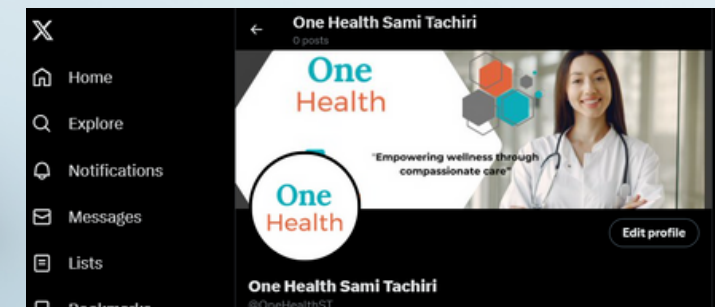 One Health Sami Tachiri
0 posts
Home
Explore
Notifications
Messages
Lists
Bookmarks
One
Health
"Empowering wellness through
compassionate care"
One
Health
Edit profile
One Health Sami Tachiri
@OneHealthST